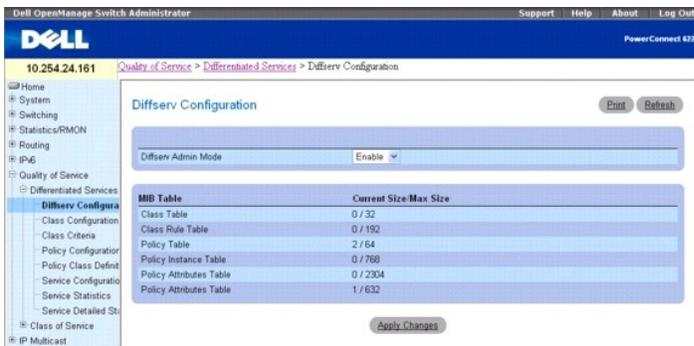 Dell OpenManage Switch Administrator Support Help About Log Out
DELL
PowerConnect 622
10.254.24.161
Quality of Service > Differentiated Services > Diffserv Configuration
Home
System
Switching
Statistics/RMON
Routing
IPv6
Quality of Service
Differentiated Services
Diffserv Configura
Class Configuration
Class Criteria
Policy Configuration
Policy Class Definit
Service Configuratio
Service Statistics
Service Detailed Sta
Class of Service
IP Multicast
Diffserv Configuration
Print Refresh
Diffserv Admin Mode Enable
MIB Table Current Size/Max Size
Class Table 0 / 32
Class Rule Table 0 / 192
Policy Table 2 / 64
Policy Instance Table 0 / 768
Policy Attributes Table 0 / 2304
Policy Attributes Table 1 / 632
Apply Changes